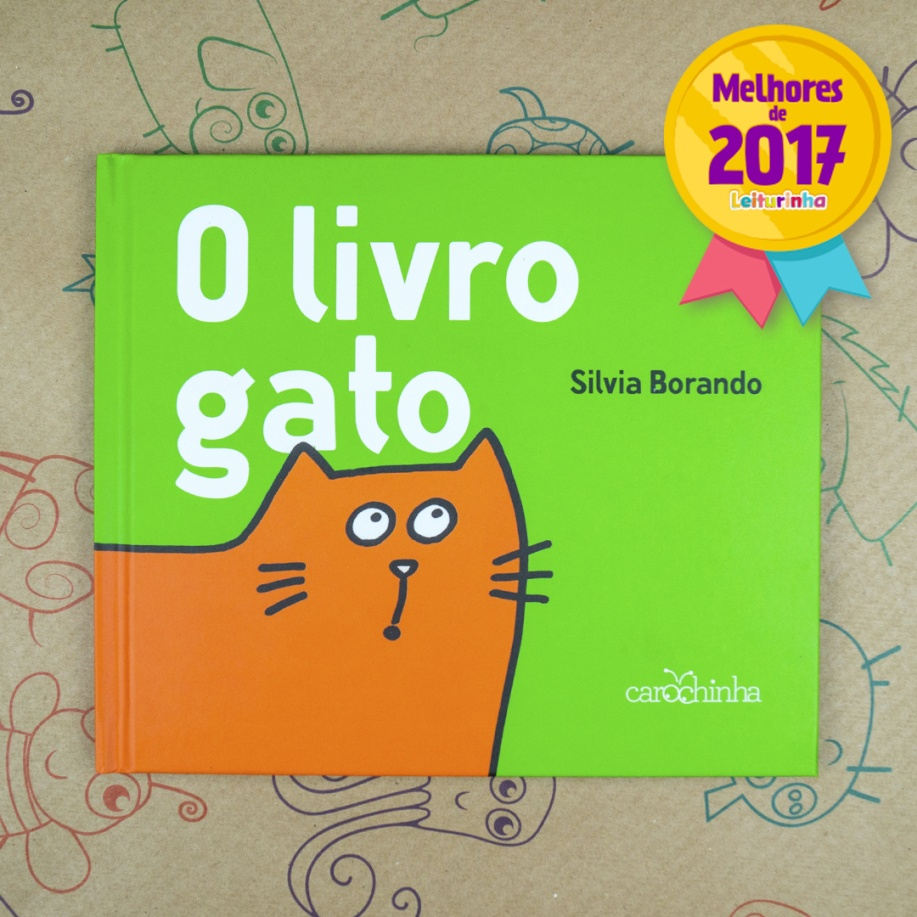 Melhores
de
2017
Leiturinha
O livro
gato
Silvia Borando
carochinha